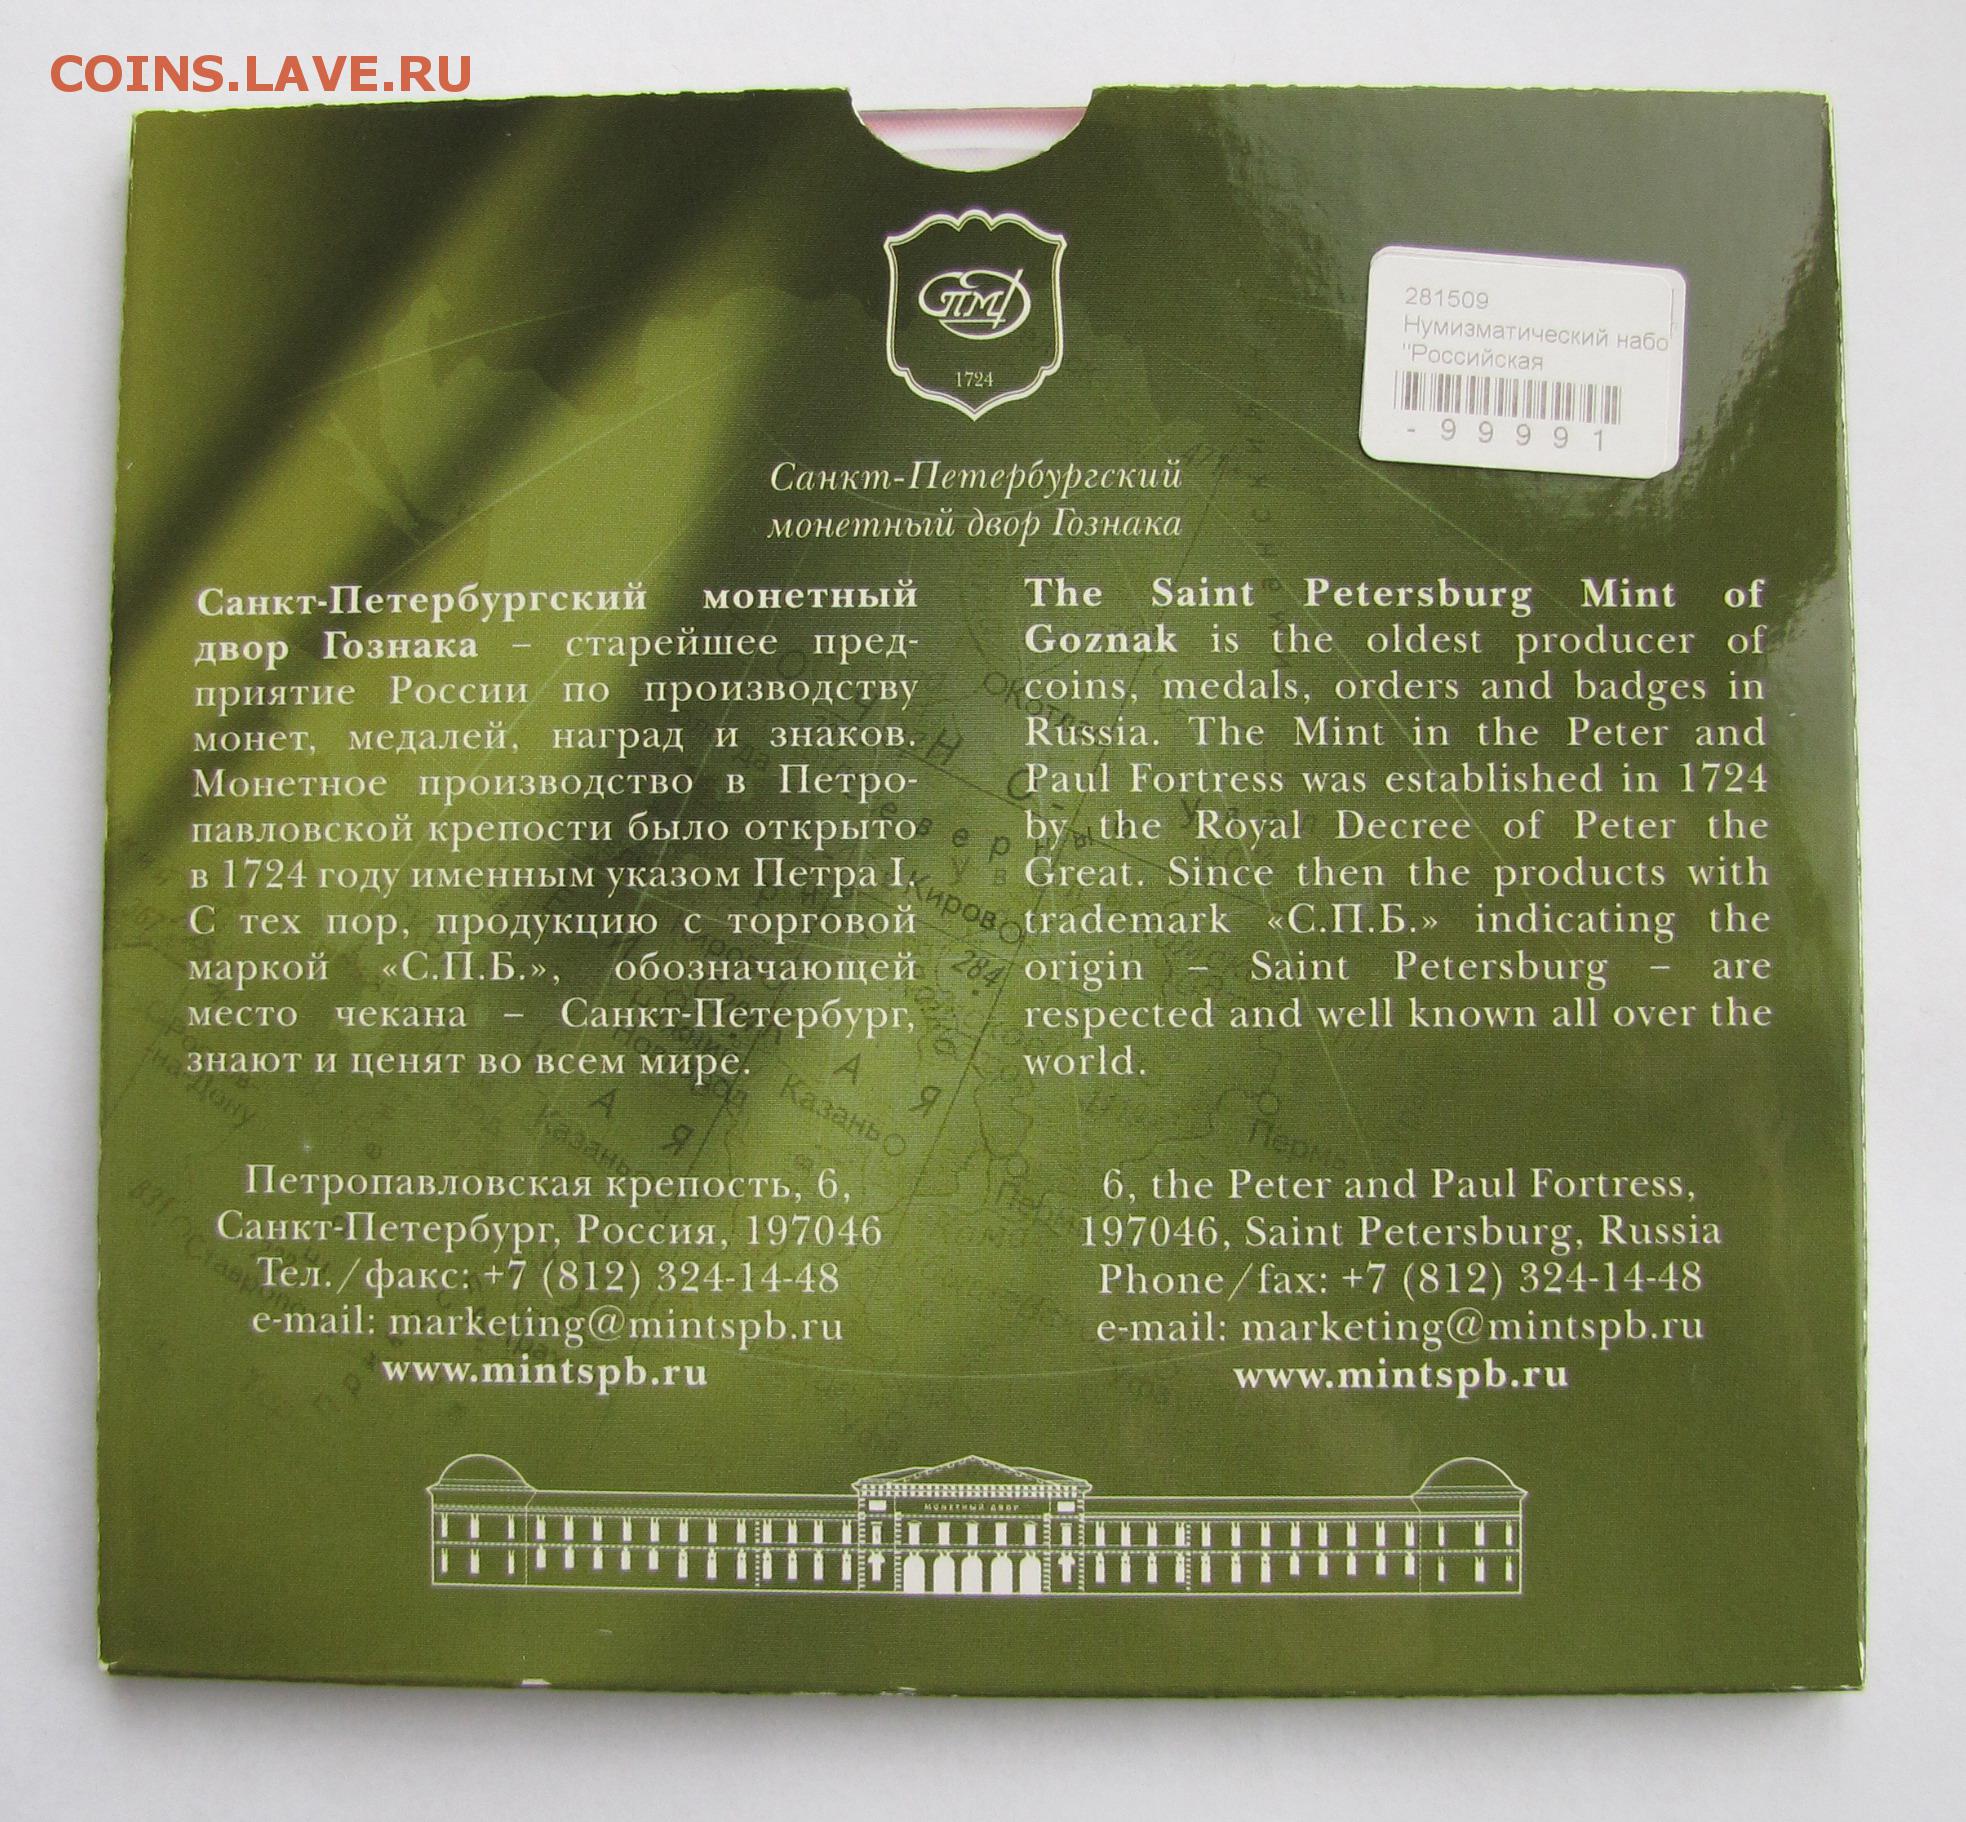 COINS.LAVE.RU
СПМД
1724
281509
Нумизматический набо
"Российская
- 9 9 9 9 1
Санкт-Петербургский
монетный двор Гознака
Санкт-Петербургский монетный
двор Гознака – старейшее пред-
приятие России по производству
монет, медалей, наград и знаков.
Монетное производство в Петро-
павловской крепости было открыто
в 1724 году именным указом Петра I.
С тех пор, продукцию с торговой
маркой «С.П.Б.», обозначающей
место чекана – Санкт-Петербург,
знают и ценят во всем мире.
The Saint Petersburg Mint of
Goznak is the oldest producer of
coins, medals, orders and badges in
Russia. The Mint in the Peter and
Paul Fortress was established in 1724
by the Royal Decree of Peter the
Great. Since then the products with
trademark «С.П.Б.» indicating the
origin – Saint Petersburg – are
respected and well known all over the
world.
Петропавловская крепость, 6,
Санкт-Петербург, Россия, 197046
Тел./факс: +7 (812) 324-14-48
e-mail: marketing@mintspb.ru
www.mintspb.ru
6, the Peter and Paul Fortress,
197046, Saint Petersburg, Russia
Phone/fax: +7 (812) 324-14-48
e-mail: marketing@mintspb.ru
www.mintspb.ru
МОНЕТНЫЙ ДВОР
Кирово
284
Казань
Казань
Пермь